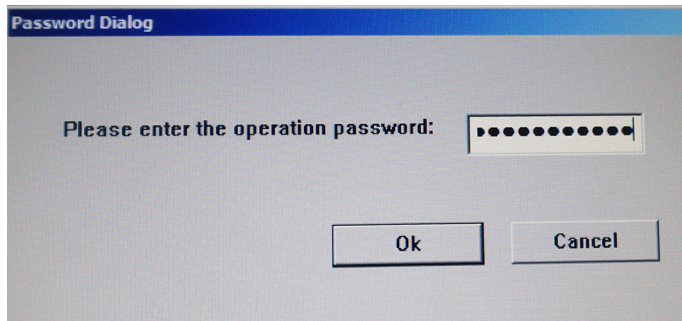 Password Dialog
Please enter the operation password:
●●●●●●●●●●●
Ok
Cancel